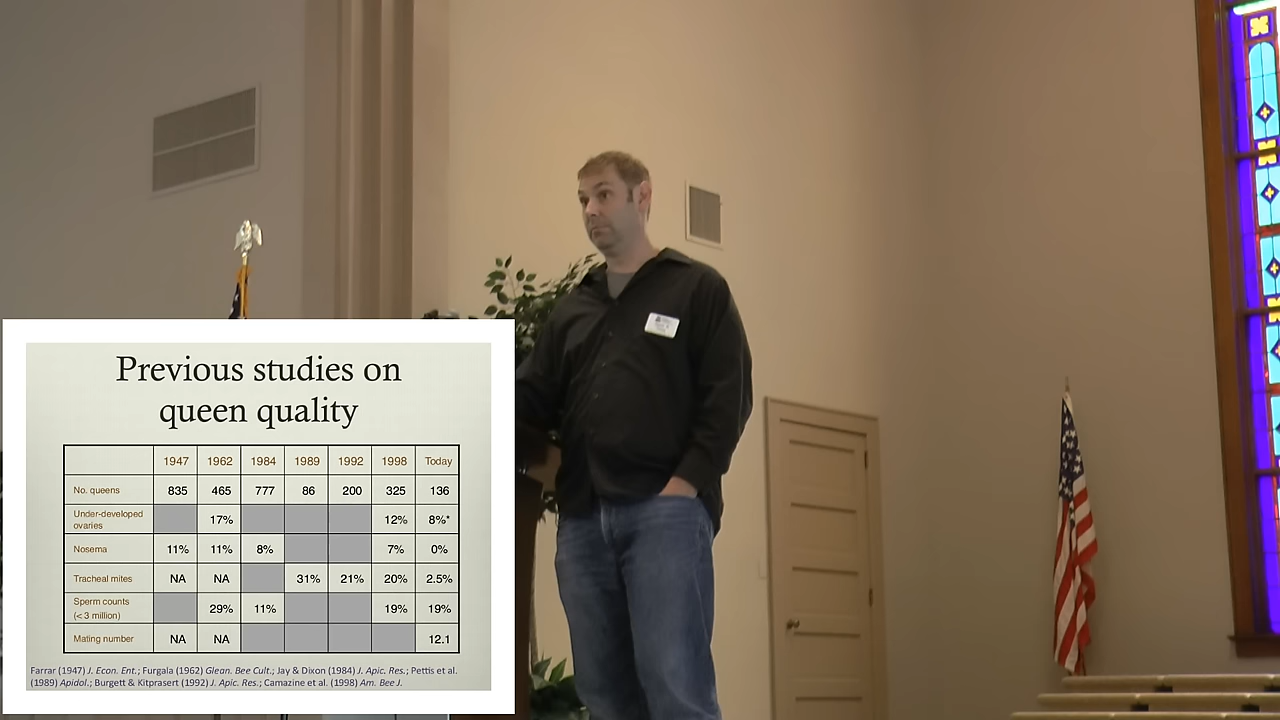 Previous studies on
queen quality
1947 1962 1984 1989 1992 1998 Today
No. queens 835 465 777 86 200 325 136
Under-developed
ovaries 17% 12% 8%*
Nosema 11% 11% 8% 7% 0%
Tracheal mites NA NA 31% 21% 20% 2.5%
Sperm counts
(< 3 million) 29% 11% 19% 19%
Mating number NA NA 12.1
Farrar (1947) J. Econ. Ent.; Furgala (1962) Glean. Bee Cult.; Jay & Dixon (1984) J. Apic. Res.; Pettis et al.
(1989) Apidol.; Burgett & Kitprasert (1992) J. Apic. Res.; Camazine et al. (1998) Am. Bee J.